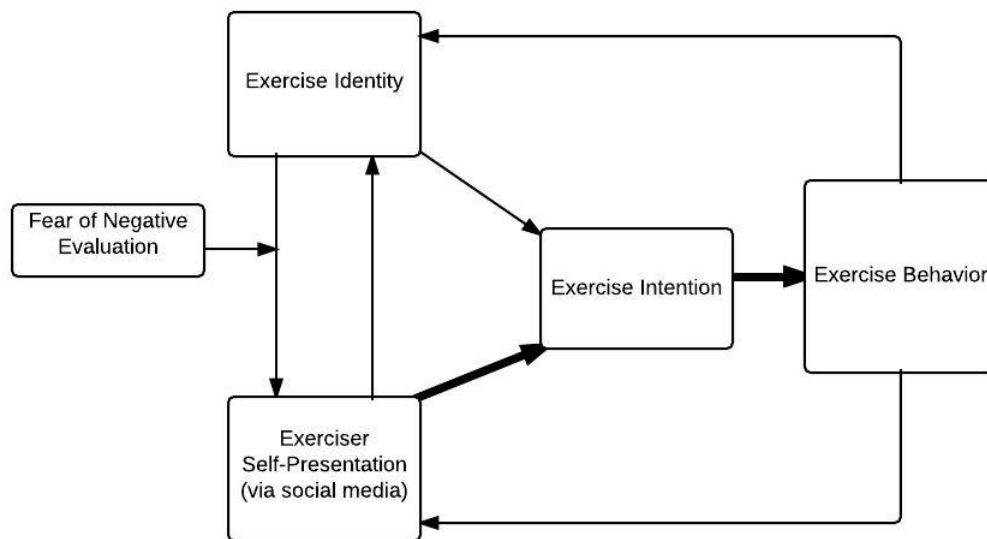 Exercise Identity
Fear of Negative
Evaluation
Exercise Intention
Exercise Behavior
Exerciser
Self-Presentation
(via social media)